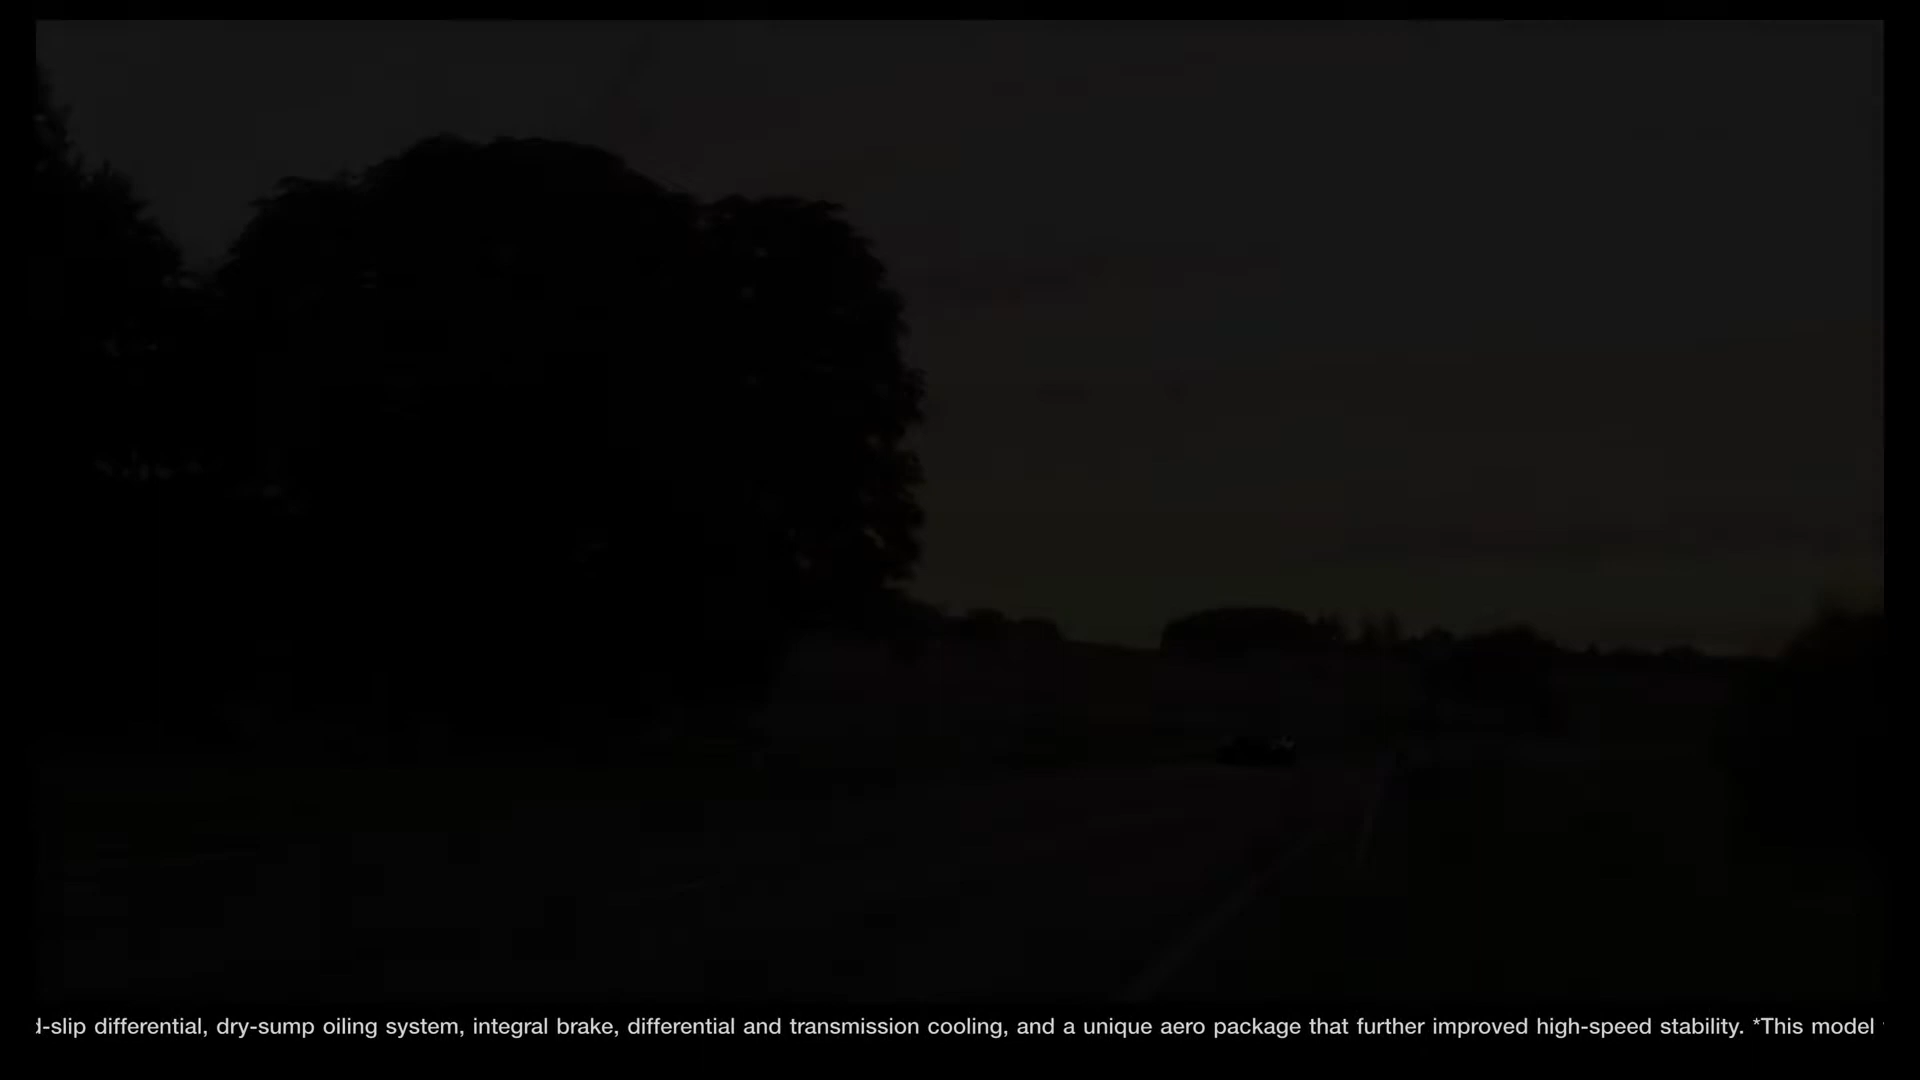 d-slip differential, dry-sump oiling system, integral brake, differential and transmission cooling, and a unique aero package that further improved high-speed stability. *This model